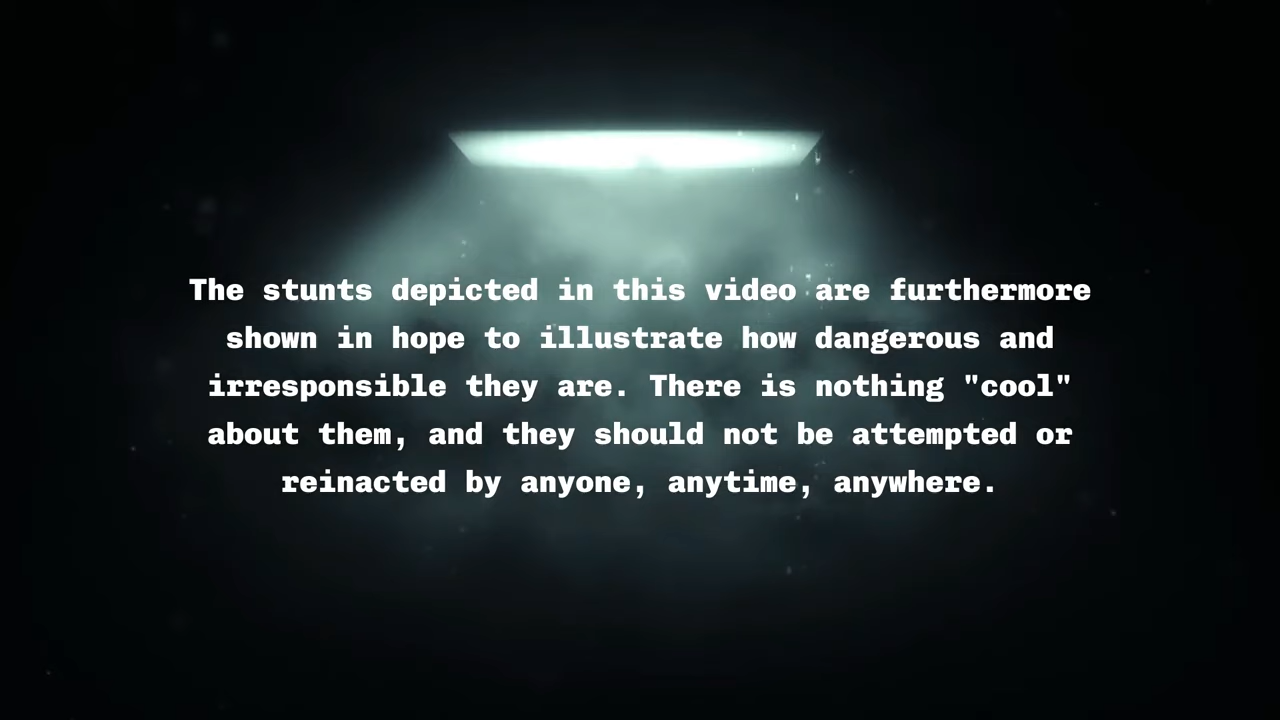 The stunts depicted in this video are furthermore
shown in hope to illustrate how dangerous and
irresponsible they are. There is nothing "cool"
about them, and they should not be attempted or
reinacted by anyone, anytime, anywhere.